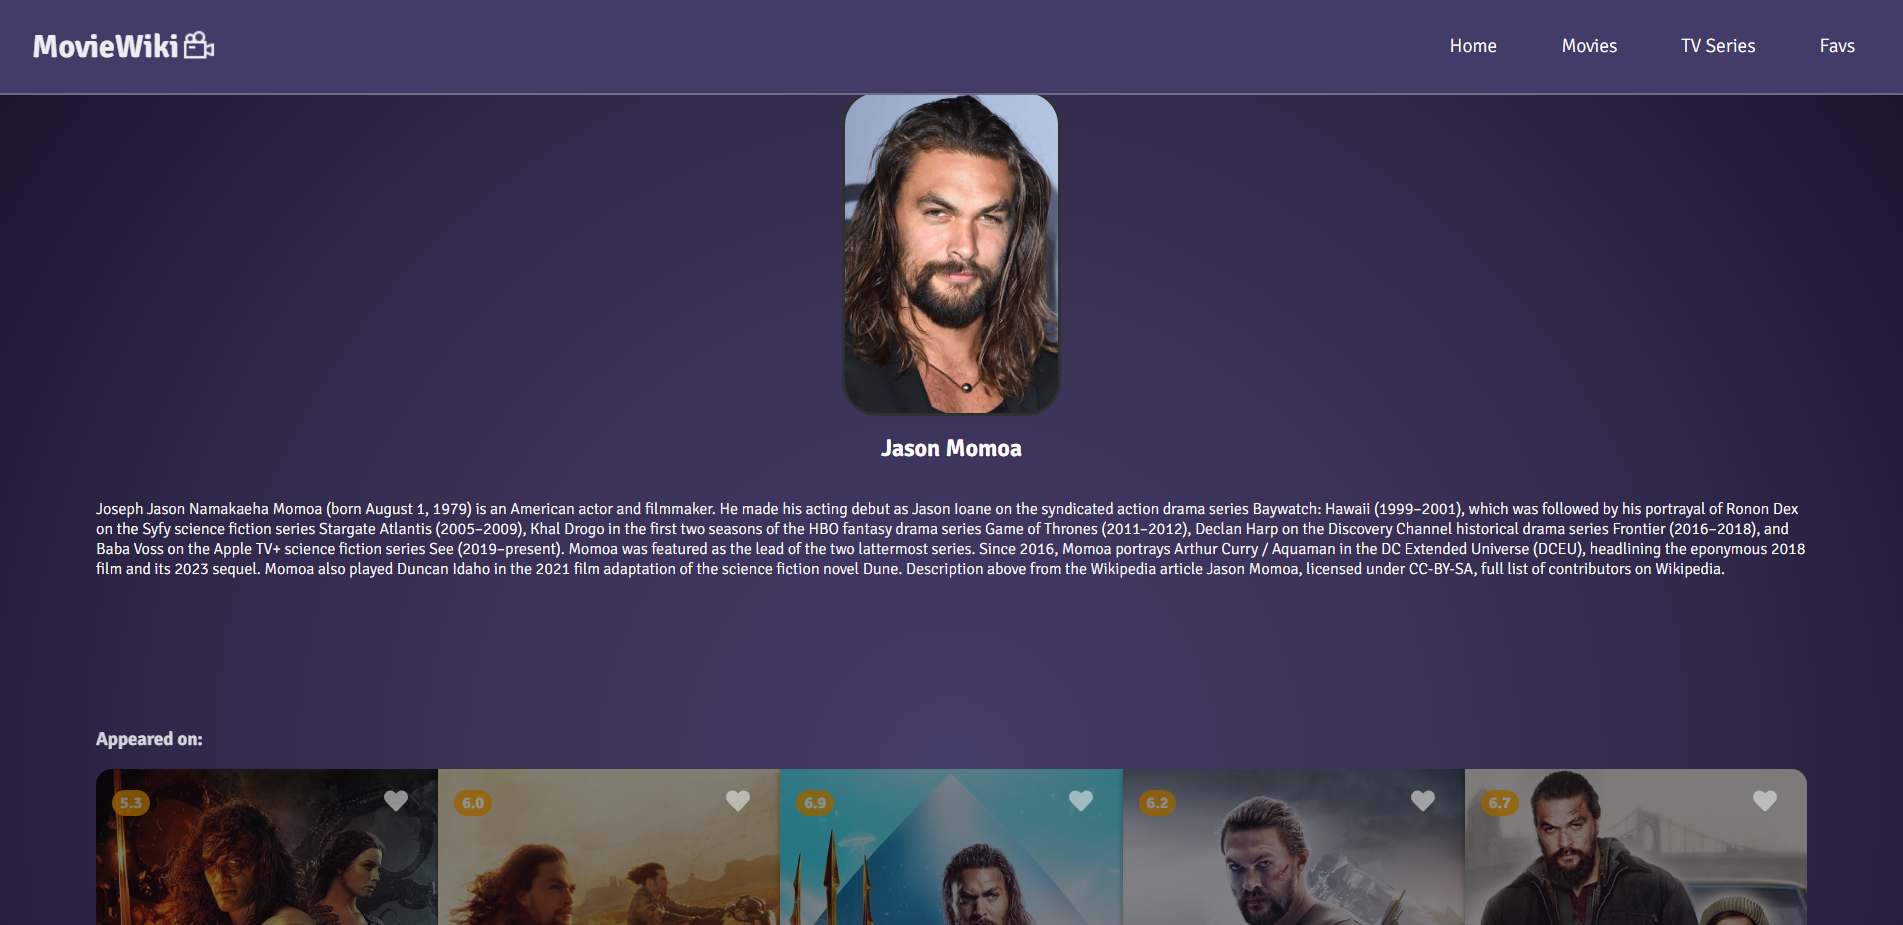 MovieWiki
Home
Movies
TV Series
Favs
Jason Momoa
Joseph Jason Namakaeha Momoa (born August 1, 1979) is an American actor and filmmaker. He made his acting debut as Jason Ioane on the syndicated action drama series Baywatch: Hawaii (1999–2001), which was followed by his portrayal of Ronon Dex
on the Syfy science fiction series Stargate Atlantis (2005–2009), Khal Drogo in the first two seasons of the HBO fantasy drama series Game of Thrones (2011–2012), Declan Harp on the Discovery Channel historical drama series Frontier (2016–2018), and
Baba Voss on the Apple TV+ science fiction series See (2019–present). Momoa was featured as the lead of the two lattermost series. Since 2016, Momoa portrays Arthur Curry / Aquaman in the DC Extended Universe (DCEU), headlining the eponymous 2018
film and its 2023 sequel. Momoa also played Duncan Idaho in the 2021 film adaptation of the science fiction novel Dune. Description above from the Wikipedia article Jason Momoa, licensed under CC-BY-SA, full list of contributors on Wikipedia.
Appeared on:
5.3
6.0
6.9
6.2
6.7